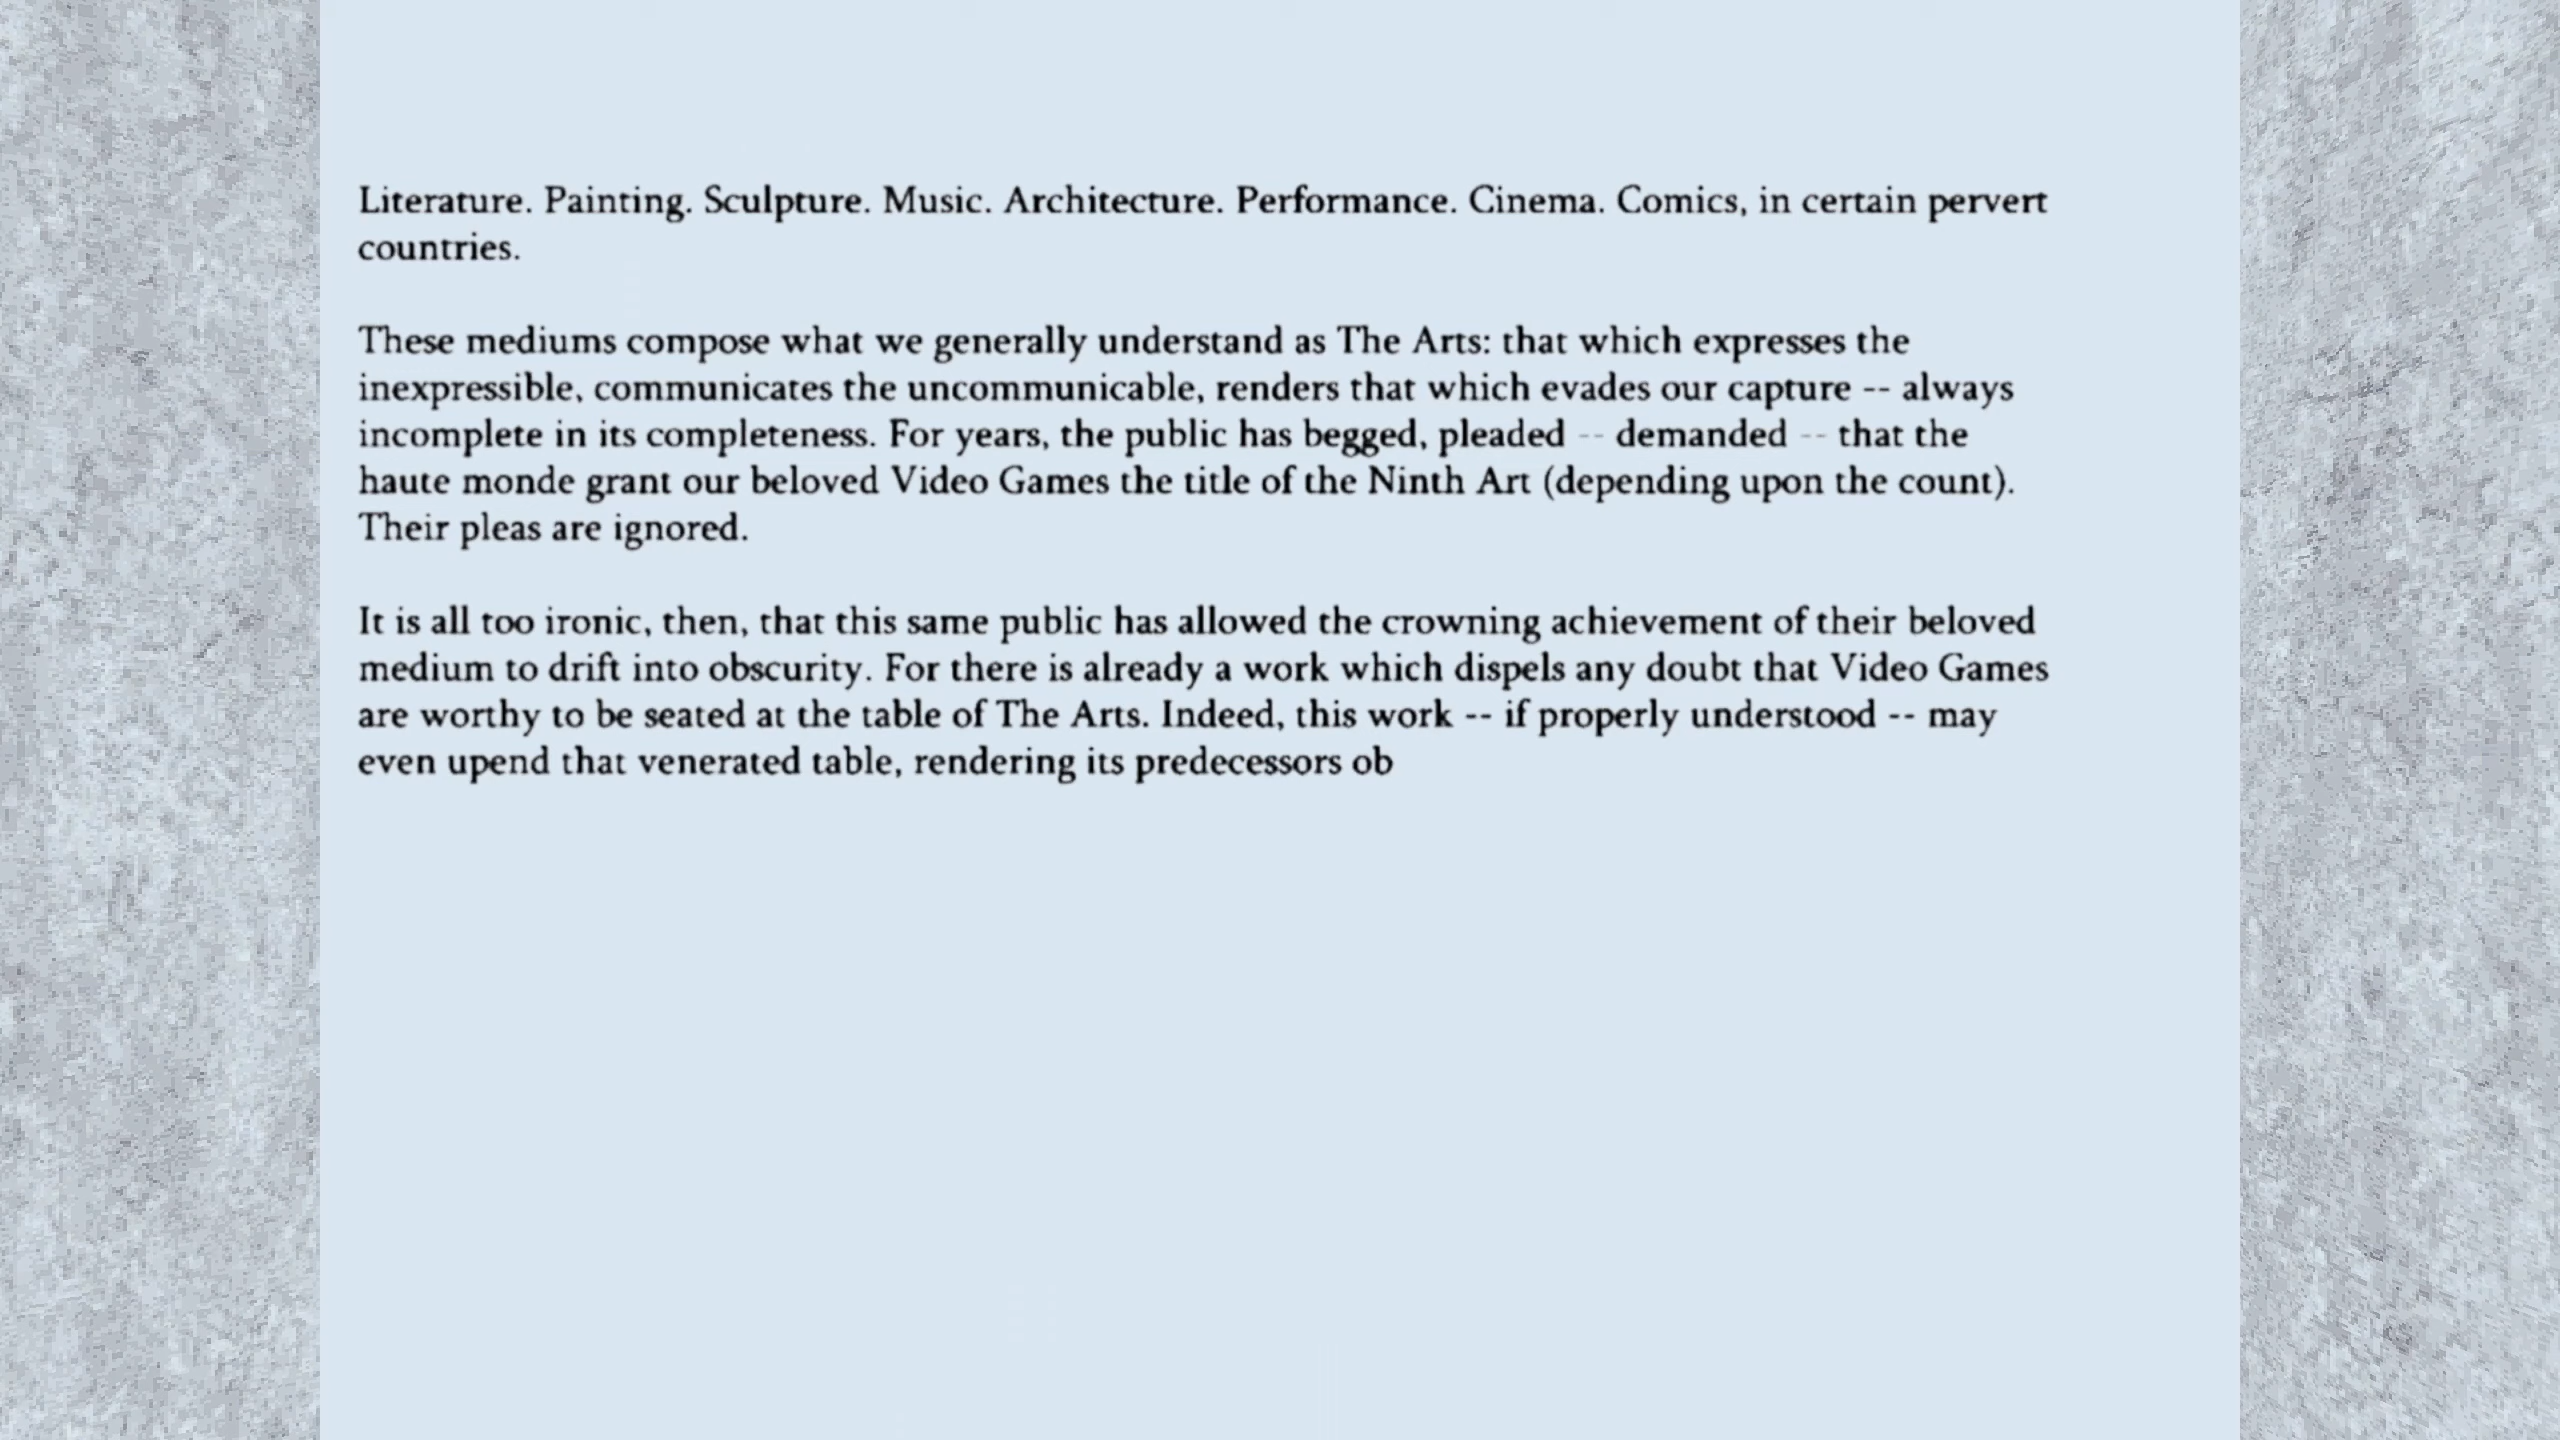 Literature. Painting. Sculpture. Music. Architecture. Performance. Cinema. Comics, in certain pervert
countries.
These mediums compose what we generally understand as The Arts: that which expresses the
inexpressible, communicates the uncommunicable, renders that which evades our capture -- always
incomplete in its completeness. For years, the public has begged, pleaded -- demanded -- that the
haute monde grant our beloved Video Games the title of the Ninth Art (depending upon the count).
Their pleas are ignored.
It is all too ironic, then, that this same public has allowed the crowning achievement of their beloved
medium to drift into obscurity. For there is already a work which dispels any doubt that Video Games
are worthy to be seated at the table of The Arts. Indeed, this work -- if properly understood -- may
even upend that venerated table, rendering its predecessors ob